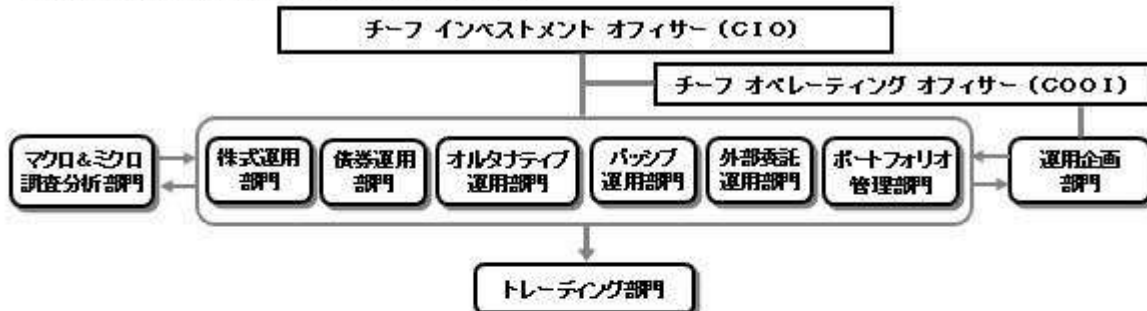 チーフ インベストメント オフィサー (CIO)
チーフ オペレーティング オフィサー (COOI)
マクロ&ミクロ
調査分析部門
株式運用
部門
債券運用
部門
オルタナティブ
運用部門
パッシブ
運用部門
外部委託
運用部門
ポートフォリオ
管理部門
運用企画
部門
トレーディング部門